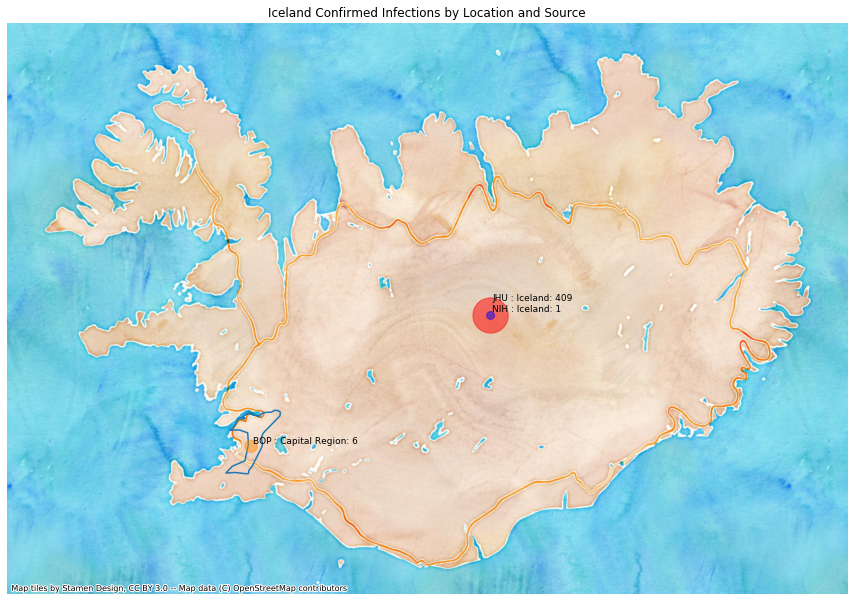 Iceland Confirmed Infections by Location and Source
JHU : Iceland: 409
NIH : Iceland: 1
BOP : Capital Region: 6
Map tiles by Stamen Design, CC BY 3.0 -- Map data (C) OpenStreetMap contributors